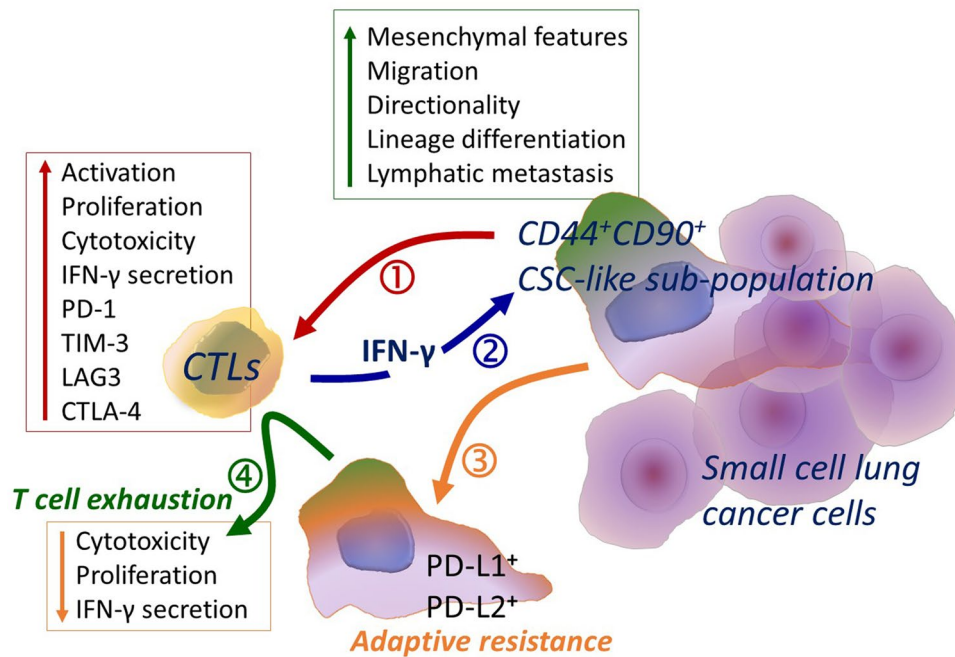 Mesenchymal features
Migration
Directionality
Lineage differentiation
Lymphatic metastasis
Activation
Proliferation
Cytotoxicity
IFN-γ secretion
PD-1
TIM-3
LAG3
CTLA-4
CD44⁺CD90⁺
CSC-like sub-population
①
IFN-γ
②
CTLs
③
④
Small cell lung
cancer cells
T cell exhaustion
Cytotoxicity
Proliferation
IFN-γ secretion
PD-L1⁺
PD-L2⁺
Adaptive resistance